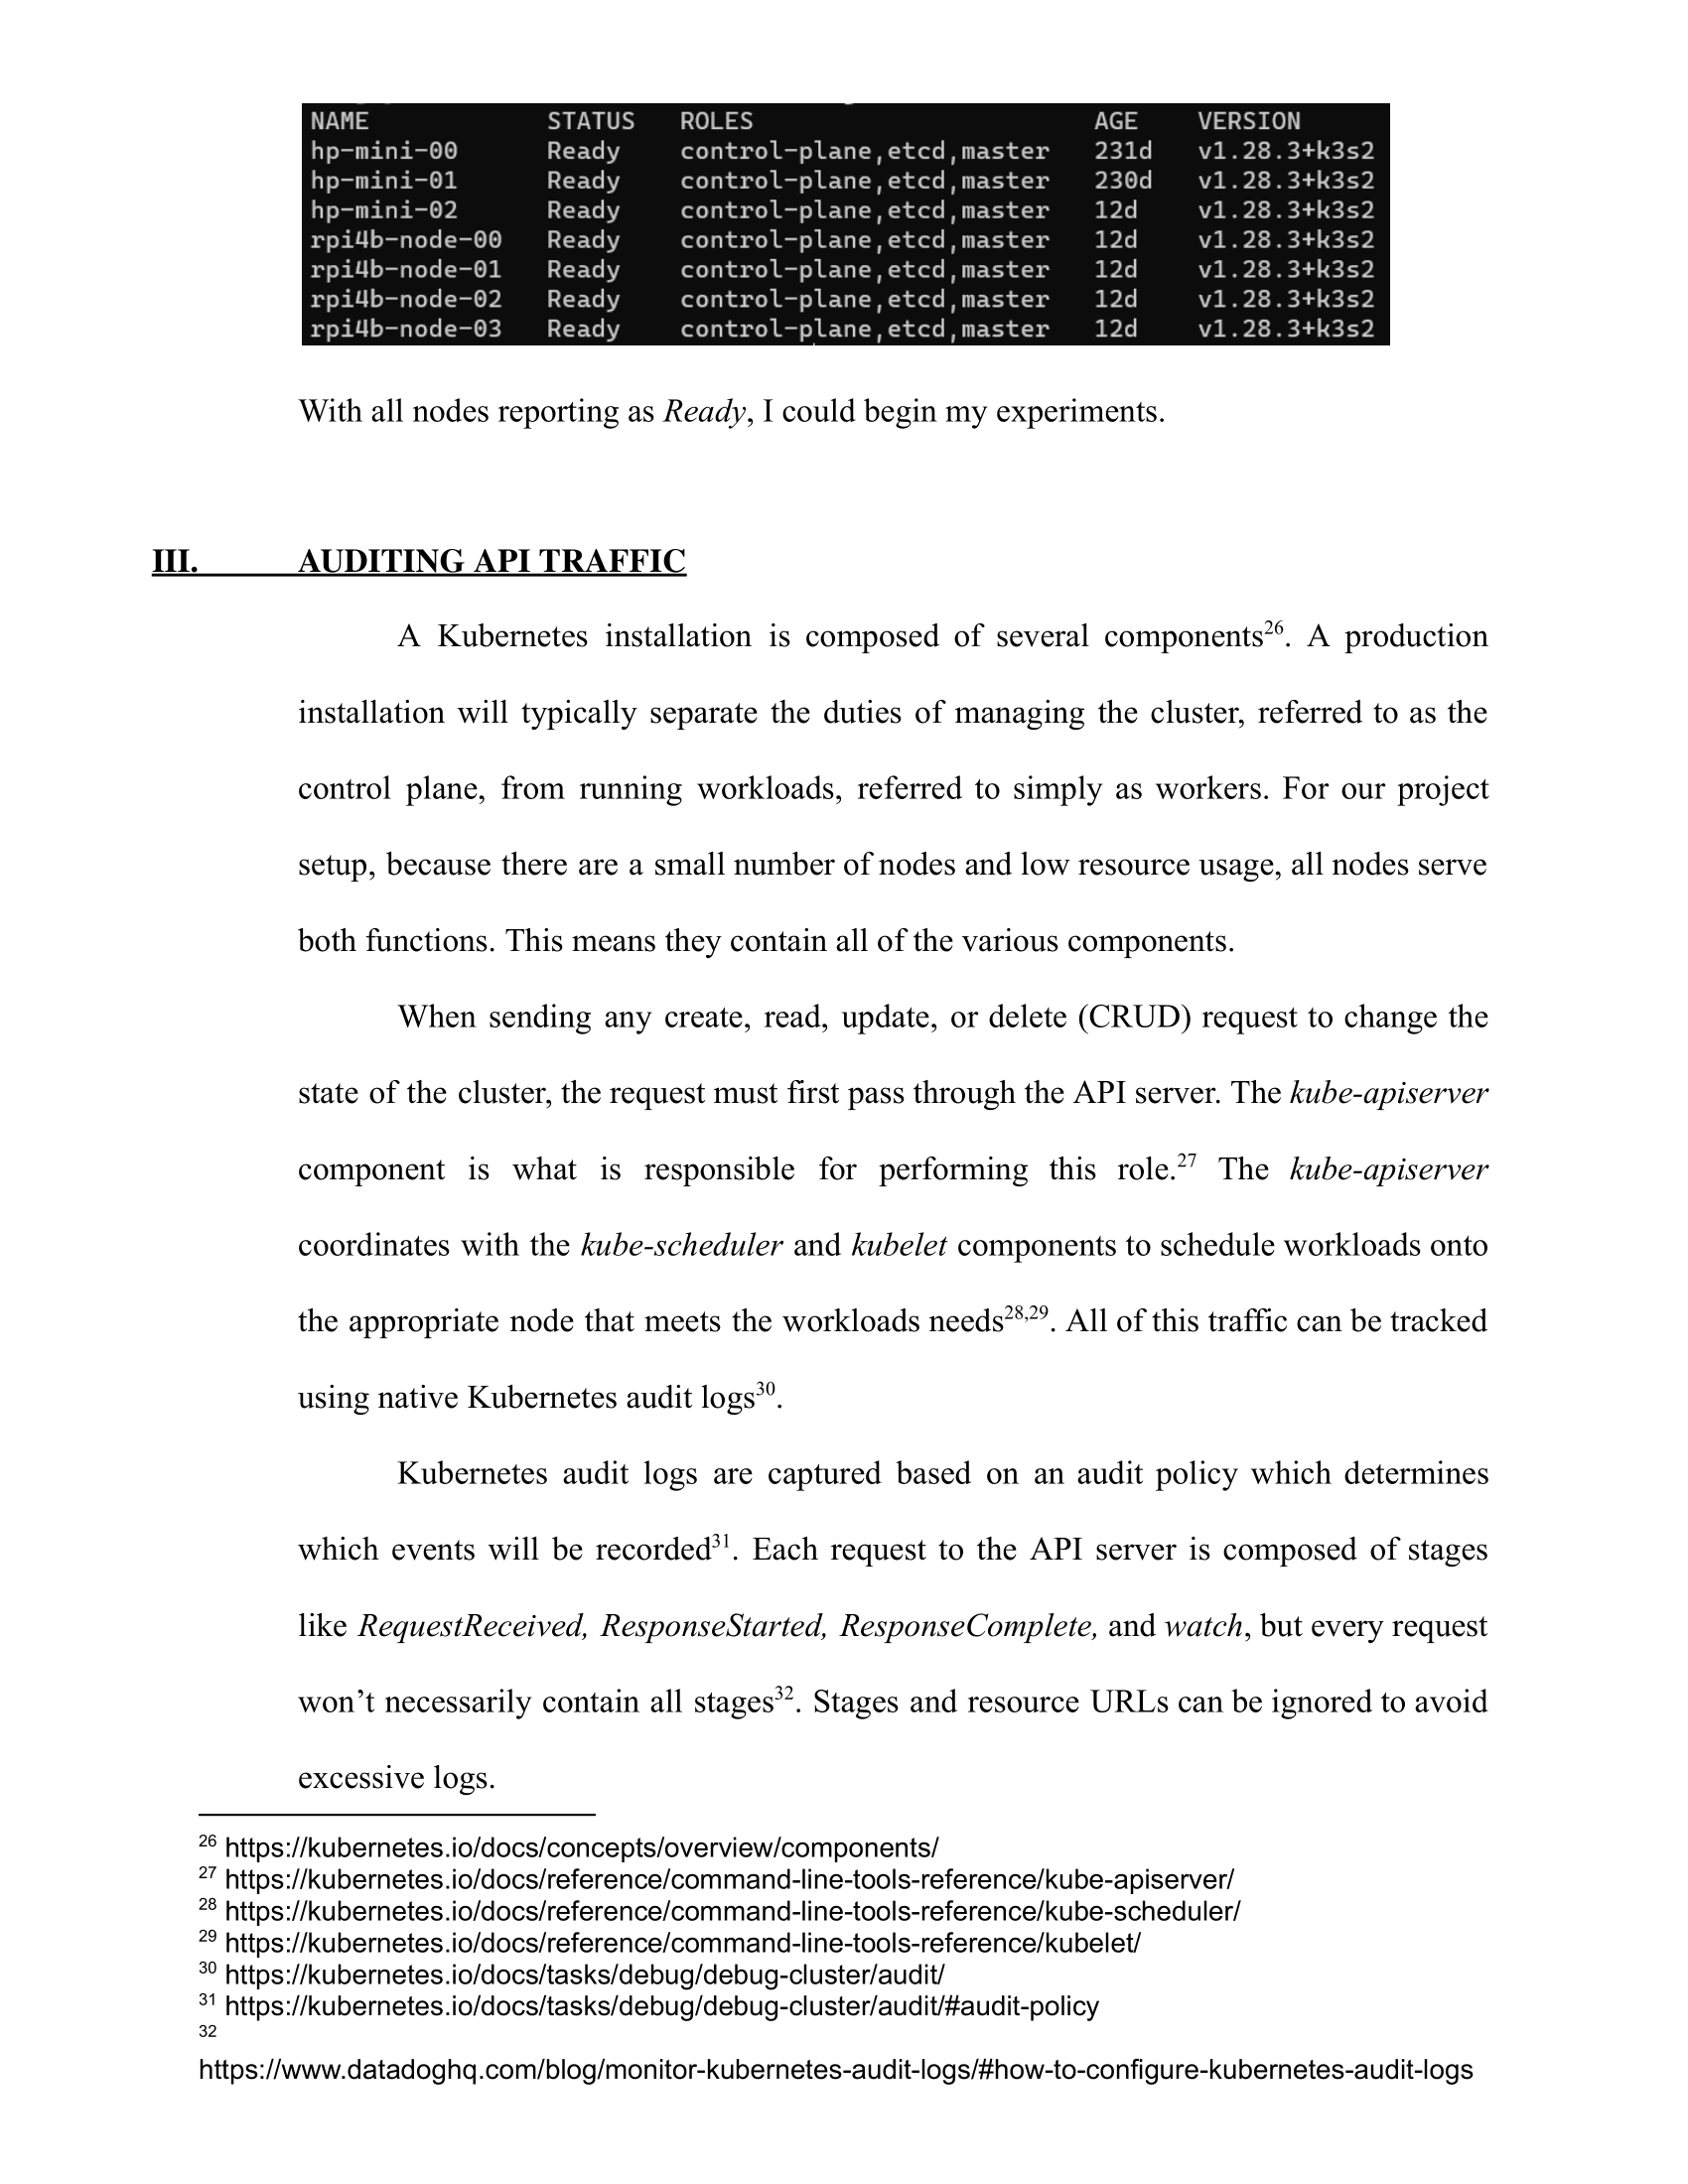 NAME STATUS ROLES AGE VERSION
hp-mini-00 Ready control-plane,etcd,master 231d v1.28.3+k3s2
hp-mini-01 Ready control-plane,etcd,master 230d v1.28.3+k3s2
hp-mini-02 Ready control-plane,etcd,master 12d v1.28.3+k3s2
rpi4b-node-00 Ready control-plane,etcd,master 12d v1.28.3+k3s2
rpi4b-node-01 Ready control-plane,etcd,master 12d v1.28.3+k3s2
rpi4b-node-02 Ready control-plane,etcd,master 12d v1.28.3+k3s2
rpi4b-node-03 Ready control-plane,etcd,master 12d v1.28.3+k3s2
With all nodes reporting as Ready, I could begin my experiments.
III. AUDITING API TRAFFIC
A Kubernetes installation is composed of several components26. A production
installation will typically separate the duties of managing the cluster, referred to as the
control plane, from running workloads, referred to simply as workers. For our project
setup, because there are a small number of nodes and low resource usage, all nodes serve
both functions. This means they contain all of the various components.
When sending any create, read, update, or delete (CRUD) request to change the
state of the cluster, the request must first pass through the API server. The kube-apiserver
component is what is responsible for performing this role.27 The kube-apiserver
coordinates with the kube-scheduler and kubelet components to schedule workloads onto
the appropriate node that meets the workloads needs28,29. All of this traffic can be tracked
using native Kubernetes audit logs30.
Kubernetes audit logs are captured based on an audit policy which determines
which events will be recorded31. Each request to the API server is composed of stages
like RequestReceived, ResponseStarted, ResponseComplete, and watch, but every request
won’t necessarily contain all stages32. Stages and resource URLs can be ignored to avoid
excessive logs.
26 https://kubernetes.io/docs/concepts/overview/components/
27 https://kubernetes.io/docs/reference/command-line-tools-reference/kube-apiserver/
28 https://kubernetes.io/docs/reference/command-line-tools-reference/kube-scheduler/
29 https://kubernetes.io/docs/reference/command-line-tools-reference/kubelet/
30 https://kubernetes.io/docs/tasks/debug/debug-cluster/audit/
31 https://kubernetes.io/docs/tasks/debug/debug-cluster/audit/#audit-policy
32
https://www.datadoghq.com/blog/monitor-kubernetes-audit-logs/#how-to-configure-kubernetes-audit-logs